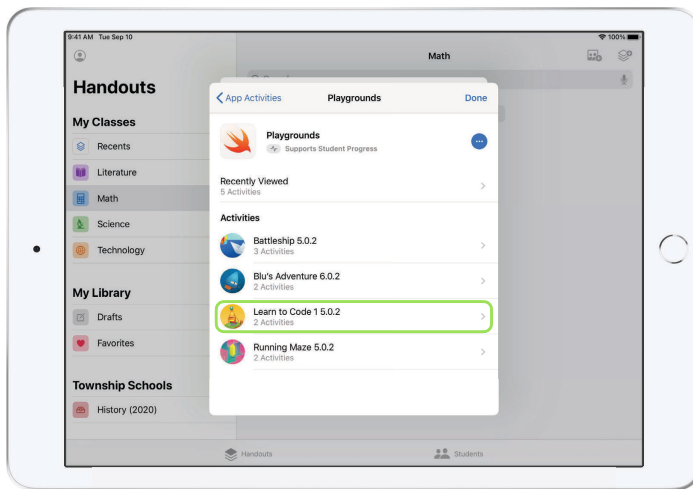 9:41 AM Tue Sep 10
100%
Math
Handouts
My Classes
Recents
Literature
Math
Science
Technology
My Library
Drafts
Favorites
Township Schools
History (2020)
App Activities
Playgrounds
Done
Playgrounds
Supports Student Progress
Recently Viewed
5 Activities
Activities
Battleship 5.0.2
3 Activities
Blu's Adventure 6.0.2
2 Activities
Learn to Code 1 5.0.2
2 Activities
Running Maze 5.0.2
2 Activities
Handouts
Students